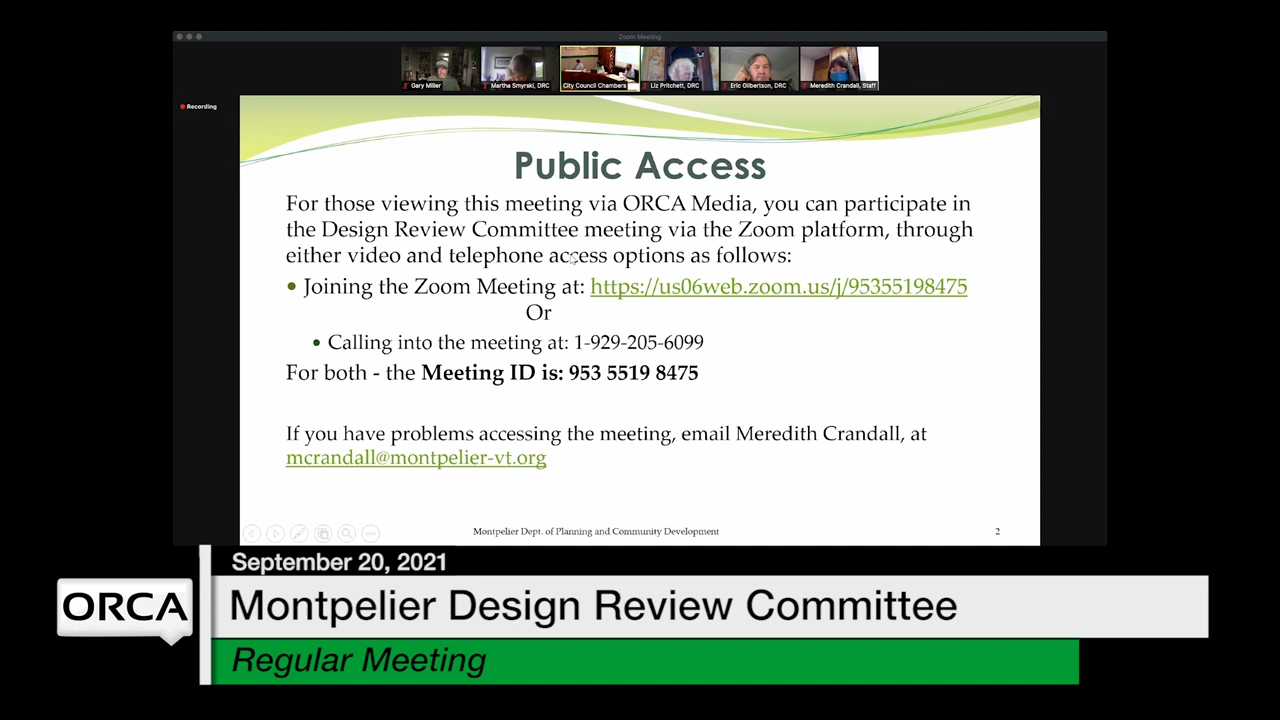 Zoom Meeting
Gary Miller
Martha Smyrski, DRC
City Council Chambers
Liz Pritchett, DRC
Eric Gilbertson, DRC
Meredith Crandall, Staff
Recording
Public Access
For those viewing this meeting via ORCA Media, you can participate in
the Design Review Committee meeting via the Zoom platform, through
either video and telephone access options as follows:
• Joining the Zoom Meeting at: https://us06web.zoom.us/j/95355198475
Or
• Calling into the meeting at: 1-929-205-6099
For both - the Meeting ID is: 953 5519 8475
If you have problems accessing the meeting, email Meredith Crandall, at
mcrandall@montpelier-vt.org
Montpelier Dept. of Planning and Community Development
2
September 20, 2021
ORCA
Montpelier Design Review Committee
Regular Meeting